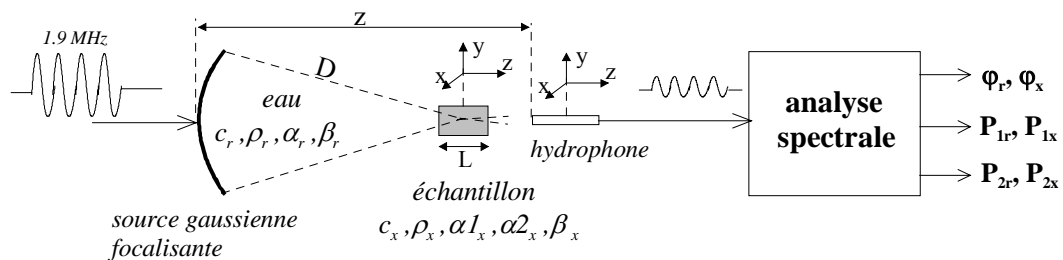 1.9 MHz
z
D
eau
c_r , ρ_r , α_r , β_r
source gaussienne
focalisante
y
x
z
L
échantillon
c_x , ρ_x , α1_x , α2_x , β_x
y
x
z
hydrophone
analyse
spectrale
φ_r, φ_x
P_1r, P_1x
P_2r, P_2x